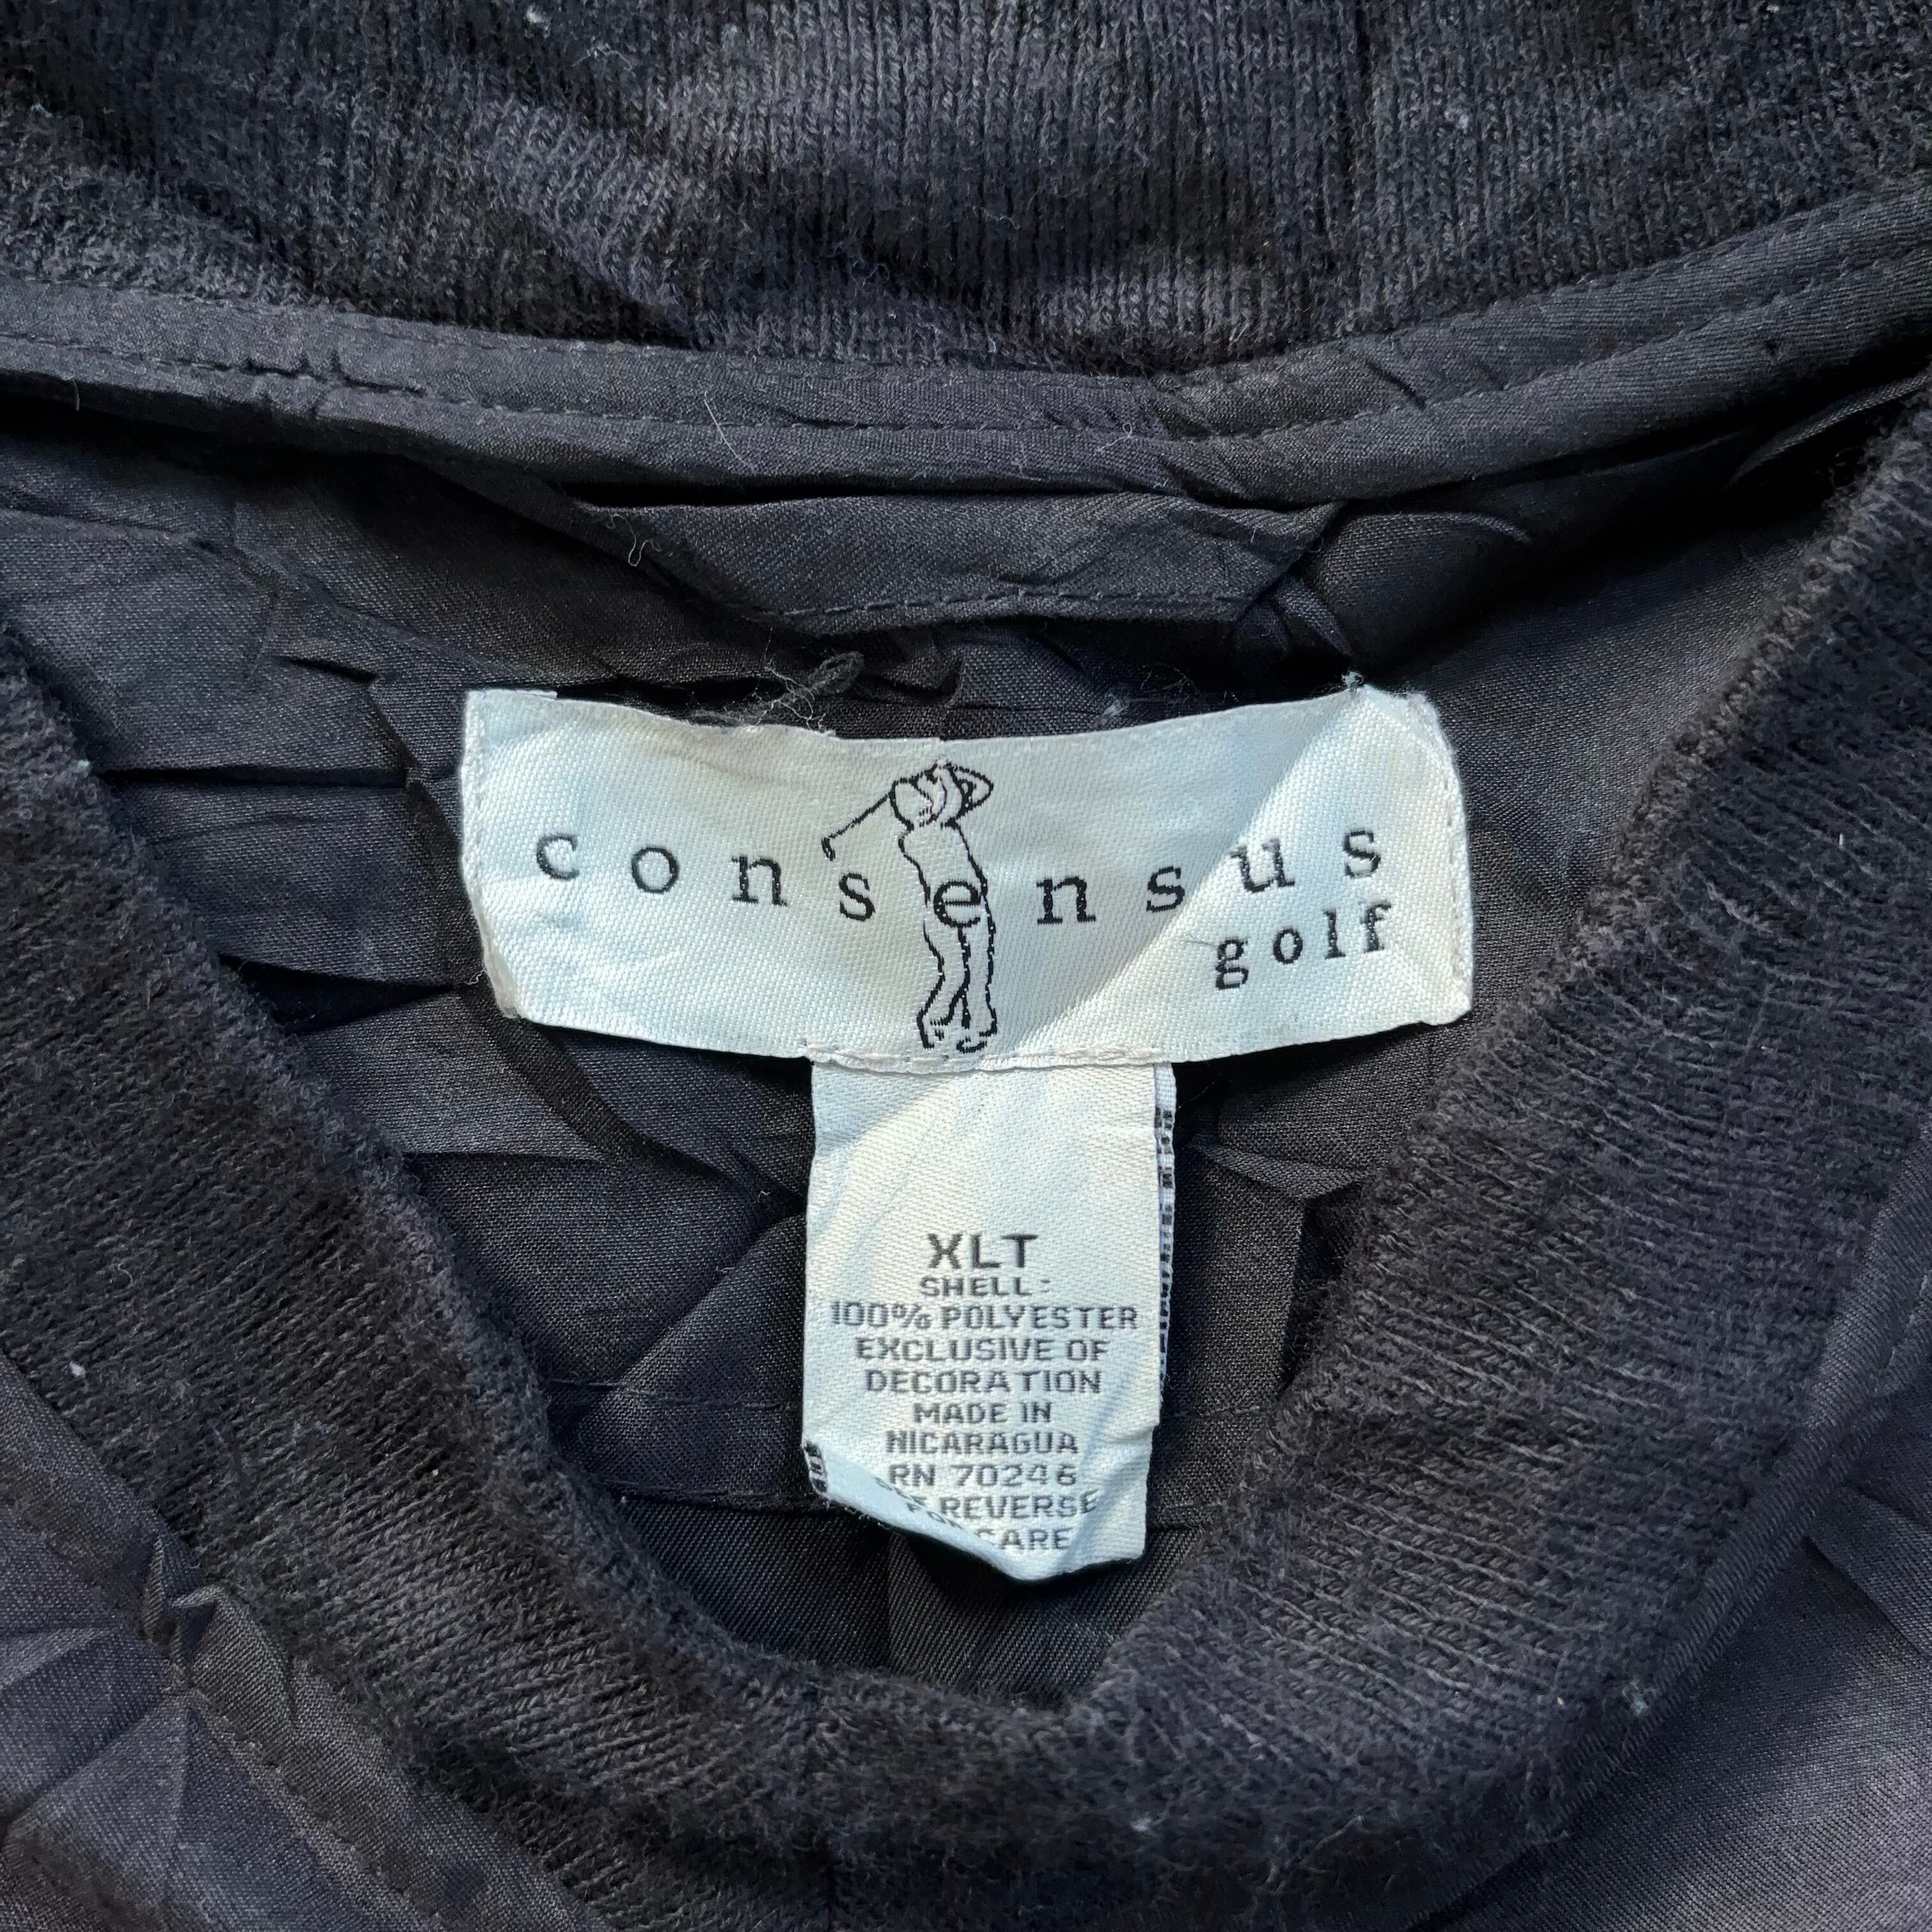 consensus
golf
XLT
SHELL:
100% POLYESTER
EXCLUSIVE OF
DECORATION
MADE IN
NICARAGUA
RN 70246
REVERSE
CARE